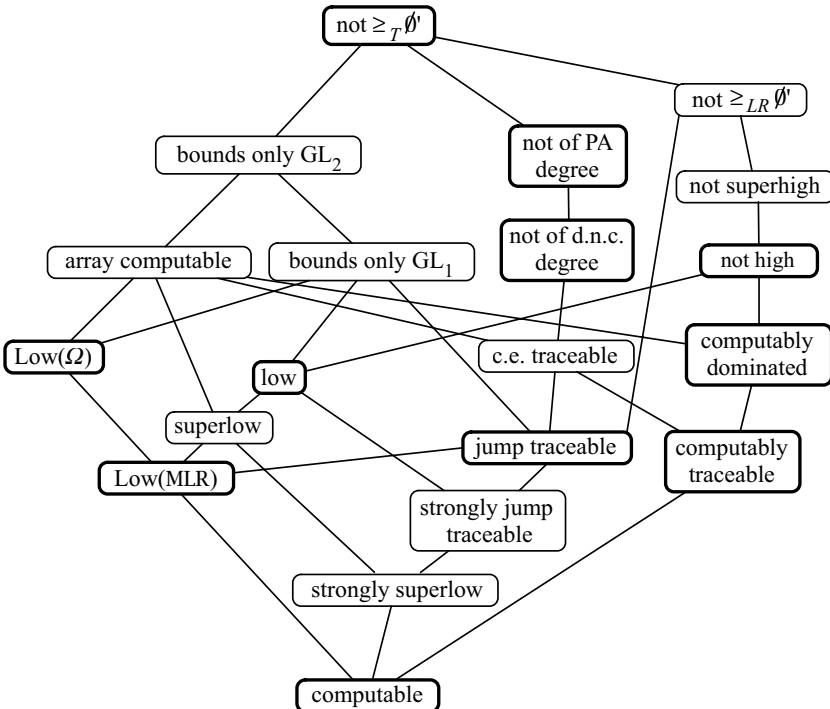 not ≥T ∅'
not ≥LR ∅'
bounds only GL2
not of PA
degree
not superhigh
array computable
bounds only GL1
not of d.n.c.
degree
not high
Low(Ω)
low
c.e. traceable
computably
dominated
superlow
jump traceable
computably
traceable
Low(MLR)
strongly jump
traceable
strongly superlow
computable